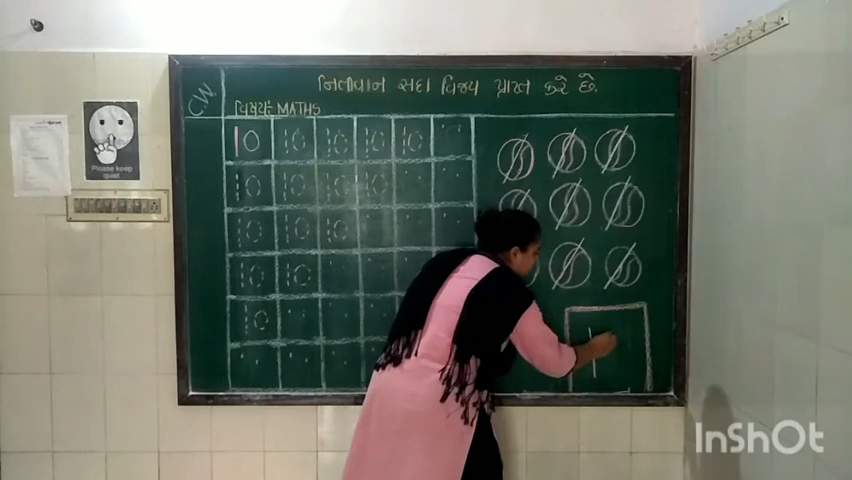 નિતીવાન સદા વિજય પ્રાપ્ત કરે છે.
C.W.
વિષય:- MATHS
10 10 10 10 10
10 10 10 10
10 10 10
10 10
10
Please keep
quiet
InShOt